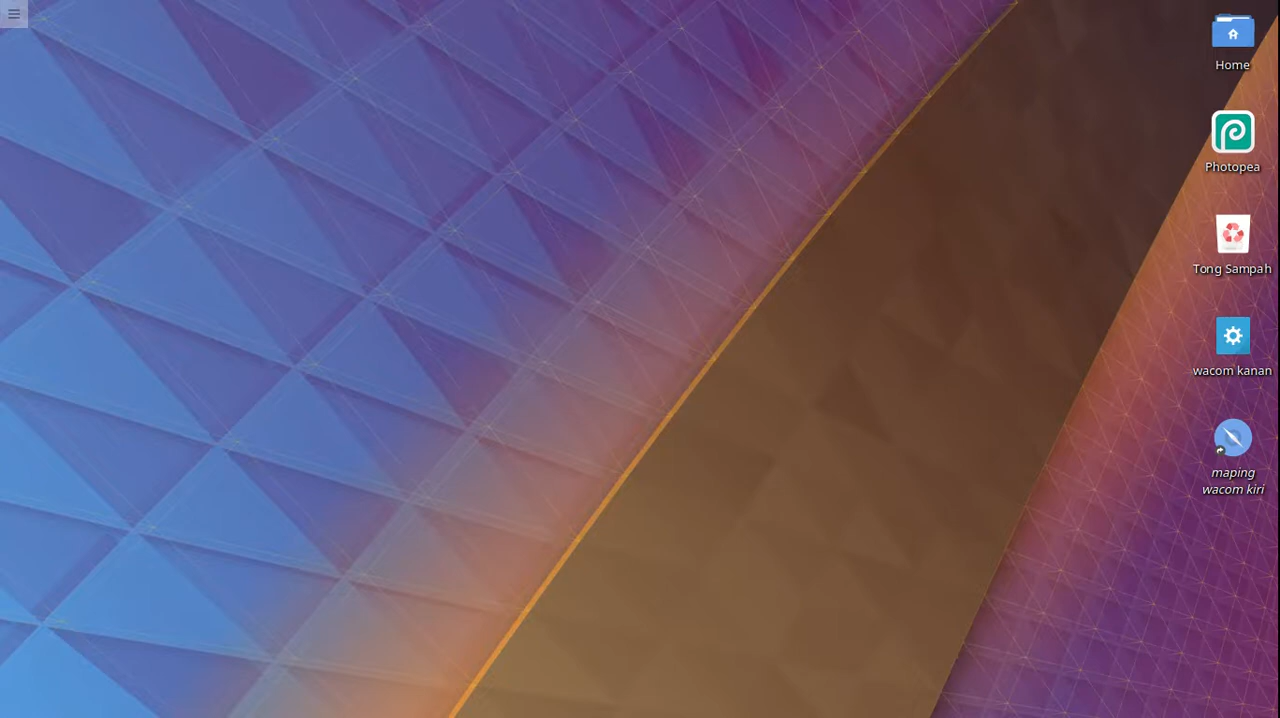 Home
Photopea
Tong Sampah
wacom kanan
maping
wacom kiri